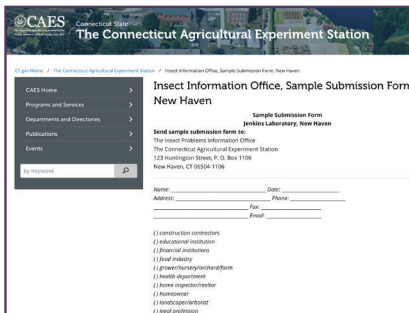 CAES
Connecticut State
The Connecticut Agricultural Experiment Station
CT.gov Home / The Connecticut Agricultural Experiment Station / Insect Information Office, Sample Submission Form, New Haven
CAES Home
Programs and Services
Departments and Directories
Publications
Events
by Keyword
Insect Information Office, Sample Submission Form
New Haven
Sample Submission Form
Jenkins Laboratory, New Haven
Send sample submission form to:
The Insect Problems Information Office
The Connecticut Agricultural Experiment Station
123 Huntington Street, P. O. Box 1106
New Haven, CT 06504-1106
Name: Date:
Address: Phone:
Fax:
Email:
( ) construction contractors
( ) educational institution
( ) financial institutions
( ) food industry
( ) grower/nursery/orchard/farm
( ) health department
( ) home inspector/realtor
( ) homeowner
( ) landscaper/arborist
( ) legal profession